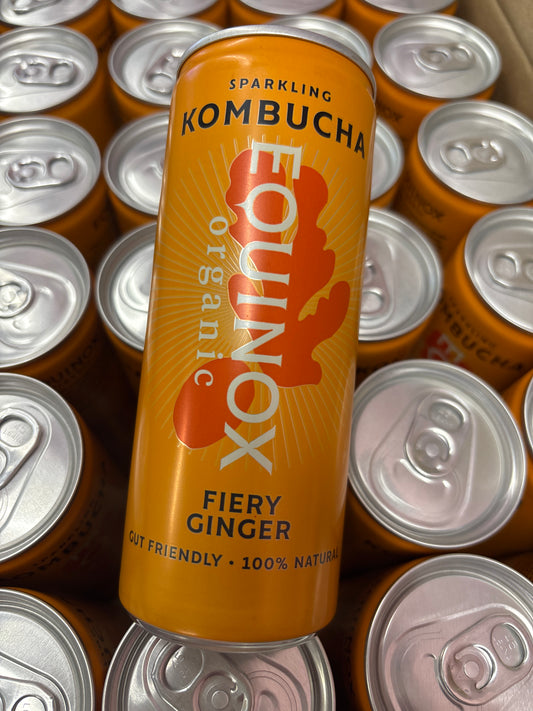 SPARKLING
KOMBUCHA
EQUINOX
organic
FIERY
GINGER
GUT FRIENDLY • 100% NATURAL